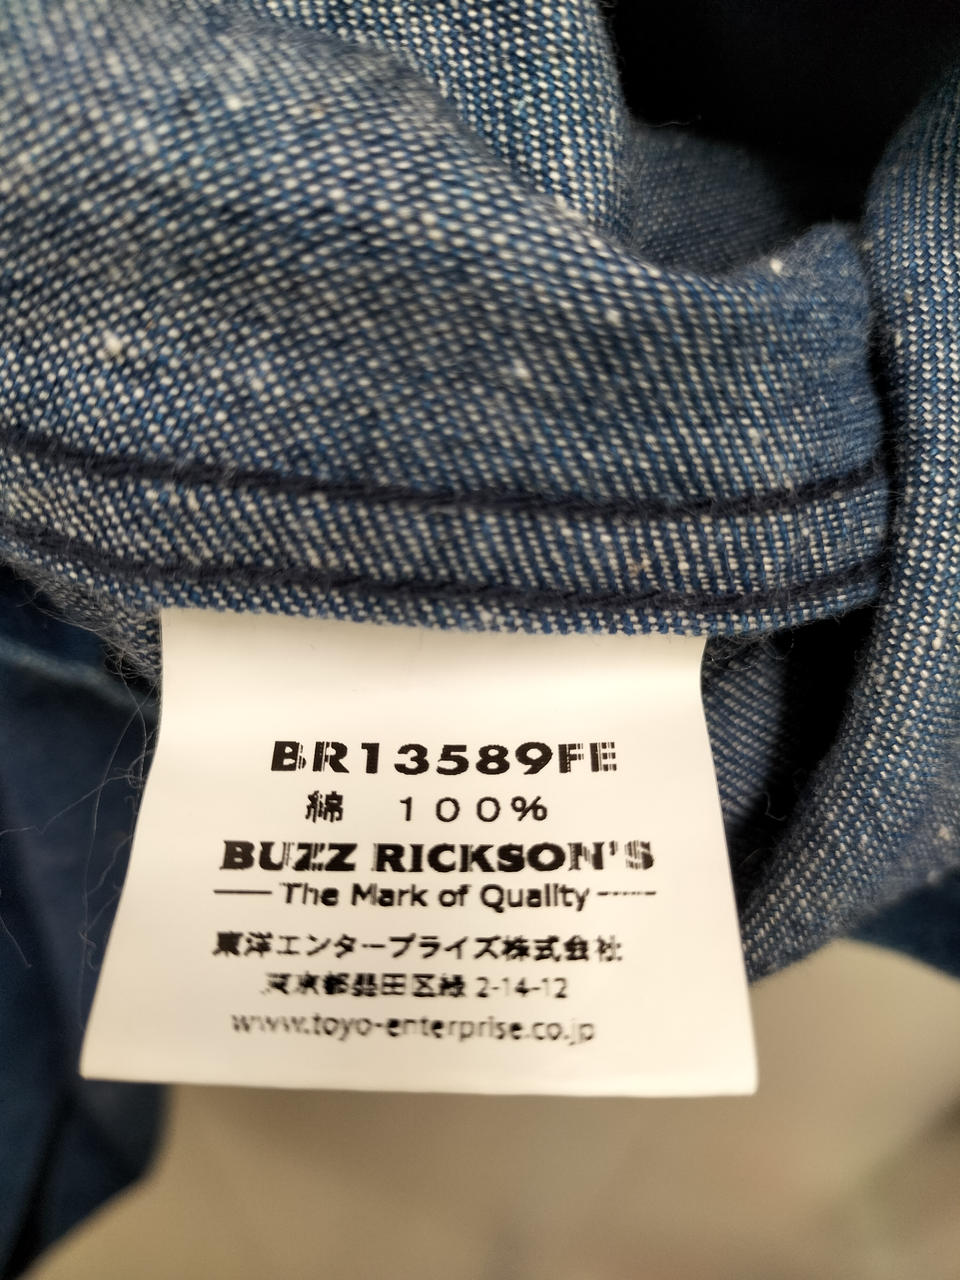 BR13589FE
綿 100%
BUZZ RICKSON'S
The Mark of Quality
東洋エンタープライズ株式会社
東京都墨田区緑 2-14-12
www.toyo-enterprise.co.jp